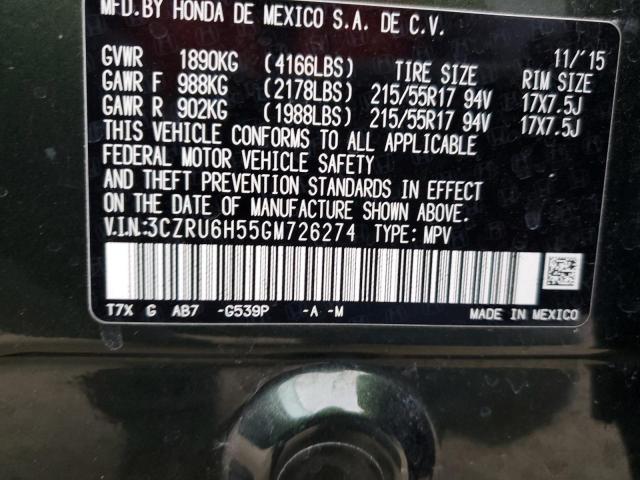 MFD.BY HONDA DE MEXICO S.A. DE C.V.
11/'15
GVWR 1890KG (4166LBS) TIRE SIZE RIM SIZE
GAWR F 988KG (2178LBS) 215/55R17 94V 17X7.5J
GAWR R 902KG (1988LBS) 215/55R17 94V 17X7.5J
THIS VEHICLE CONFORMS TO ALL APPLICABLE
FEDERAL MOTOR VEHICLE SAFETY
AND THEFT PREVENTION STANDARDS IN EFFECT
ON THE DATE OF MANUFACTURE SHOWN ABOVE.
V.I.N.:3CZRU6H55GM726274 TYPE: MPV
T7X G AB7 -G539P -A -M MADE IN MEXICO